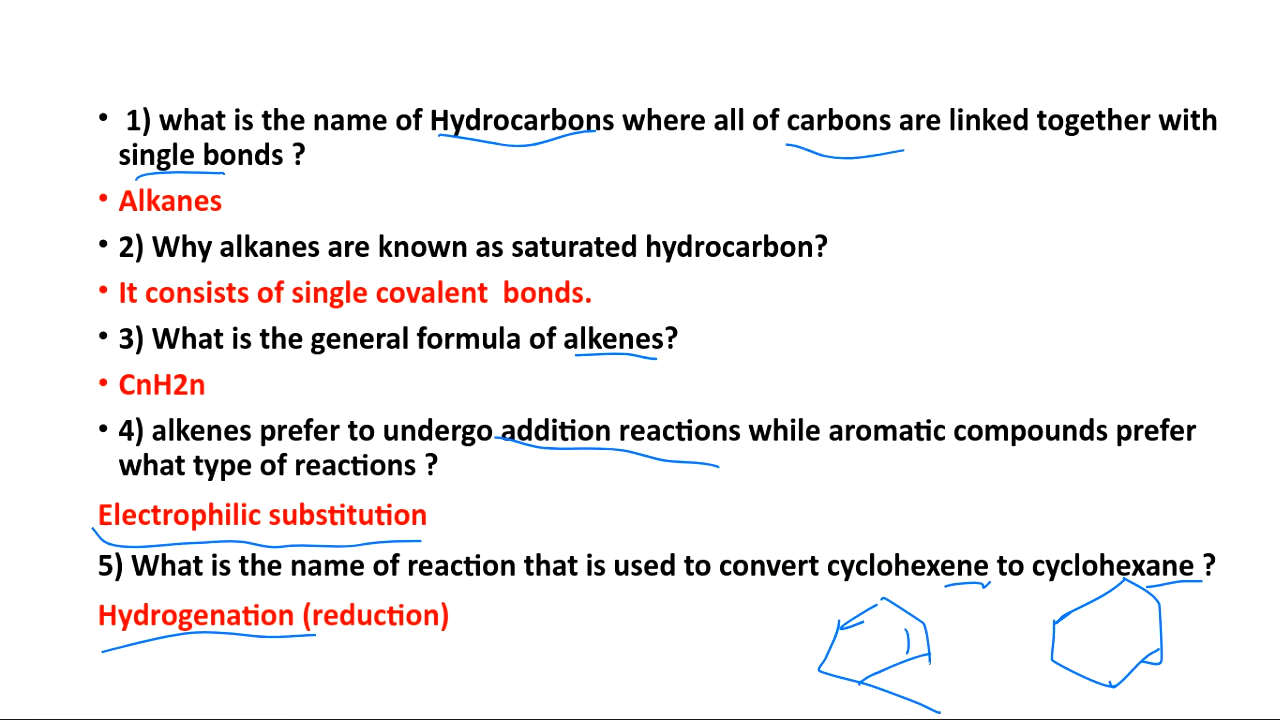 • 1) what is the name of Hydrocarbons where all of carbons are linked together with
single bonds ?
• Alkanes
• 2) Why alkanes are known as saturated hydrocarbon?
• It consists of single covalent bonds.
• 3) What is the general formula of alkenes?
• CnH2n
• 4) alkenes prefer to undergo addition reactions while aromatic compounds prefer
what type of reactions ?
Electrophilic substitution
5) What is the name of reaction that is used to convert cyclohexene to cyclohexane ?
Hydrogenation (reduction)